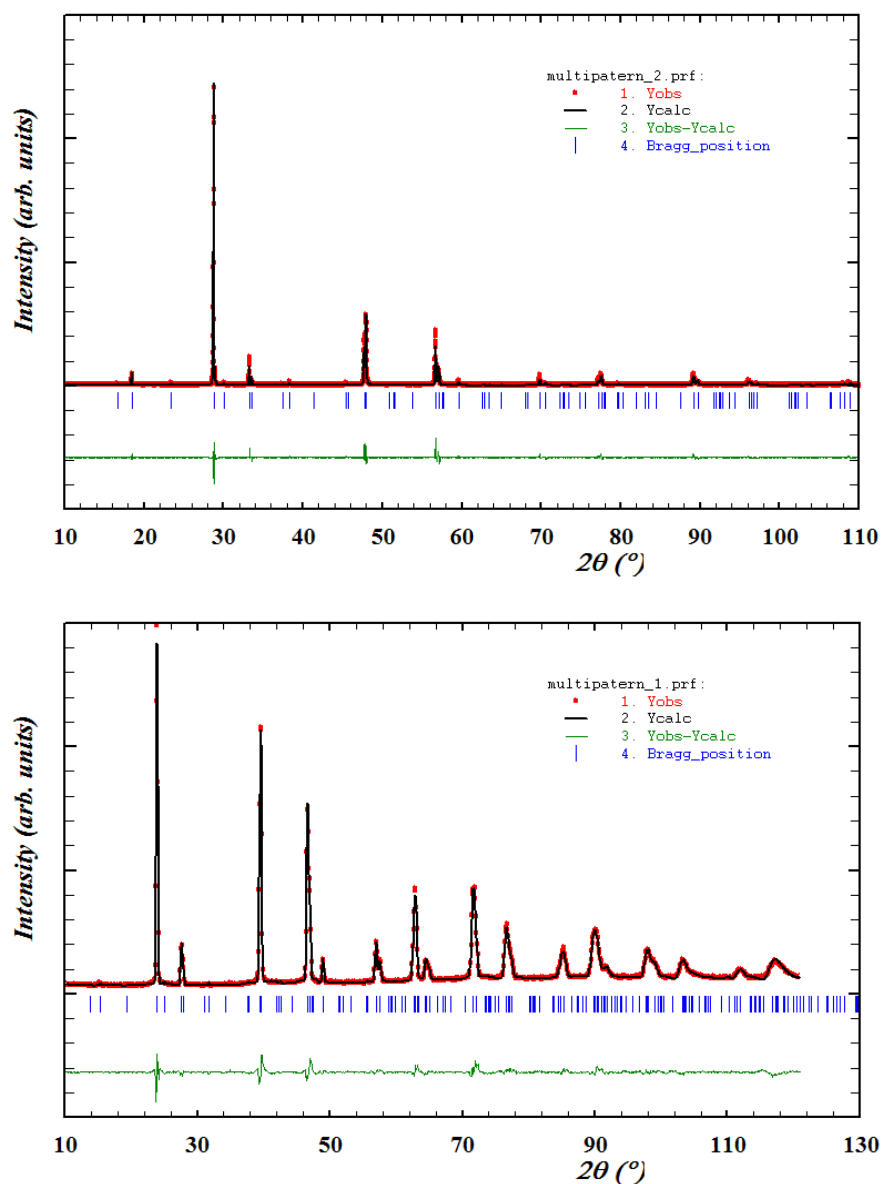 Intensity (arb. units)
multipatern_2.prf:
1. Yobs
2. Ycalc
3. Yobs-Ycalc
4. Bragg_position
10 20 30 40 50 60 70 80 90 100 110
2θ (°)
Intensity (arb. units)
multipatern_1.prf:
1. Yobs
2. Ycalc
3. Yobs-Ycalc
4. Bragg_position
10 30 50 70 90 110 130
2θ (°)